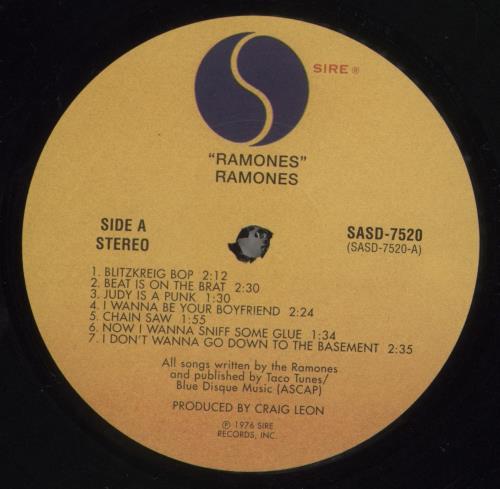 SIRE ®
"RAMONES"
RAMONES
SIDE A
STEREO
SASD-7520
(SASD-7520-A)
1. BLITZKREIG BOP 2:12
2. BEAT IS ON THE BRAT 2:30
3. JUDY IS A PUNK 1:30
4. I WANNA BE YOUR BOYFRIEND 2:24
5. CHAIN SAW 1:55
6. NOW I WANNA SNIFF SOME GLUE 1:34
7. I DON'T WANNA GO DOWN TO THE BASEMENT 2:35
All songs written by the Ramones
and published by Taco Tunes/
Blue Disque Music (ASCAP)
PRODUCED BY CRAIG LEON
℗ 1976 SIRE
RECORDS, INC.